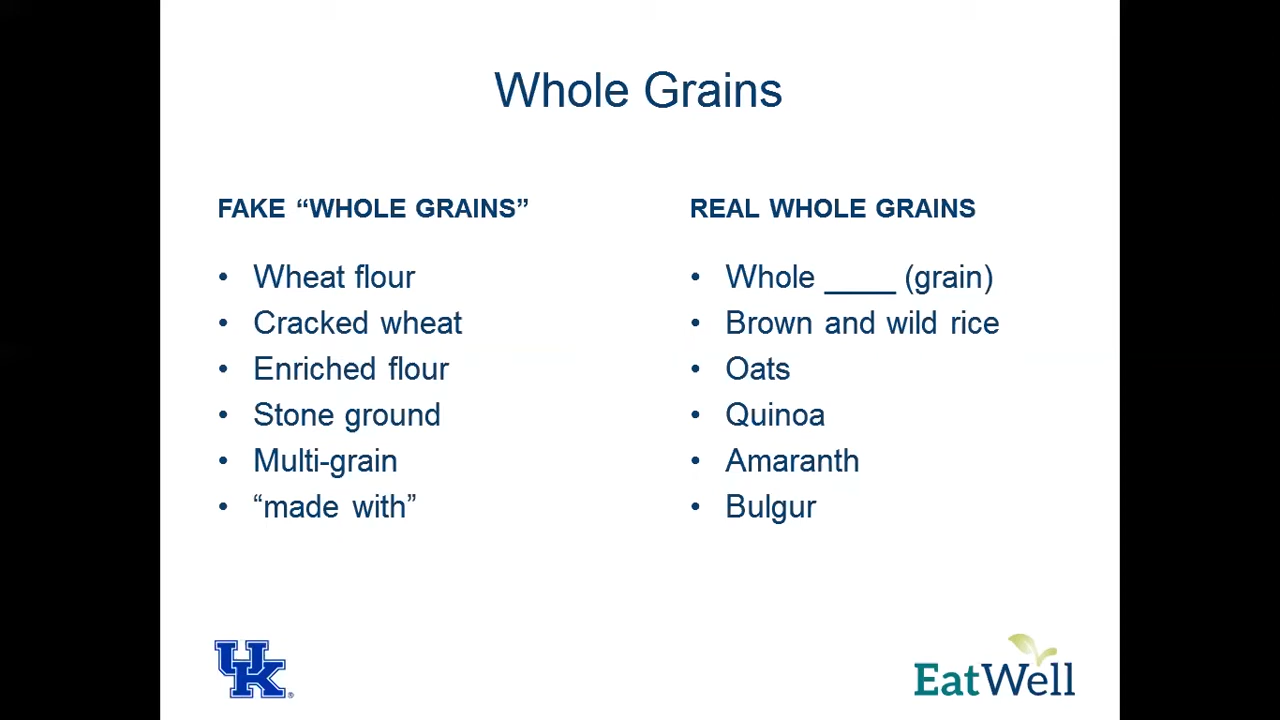 Whole Grains
FAKE “WHOLE GRAINS”
• Wheat flour
• Cracked wheat
• Enriched flour
• Stone ground
• Multi-grain
• “made with”
REAL WHOLE GRAINS
• Whole ____ (grain)
• Brown and wild rice
• Oats
• Quinoa
• Amaranth
• Bulgur
UK
EatWell